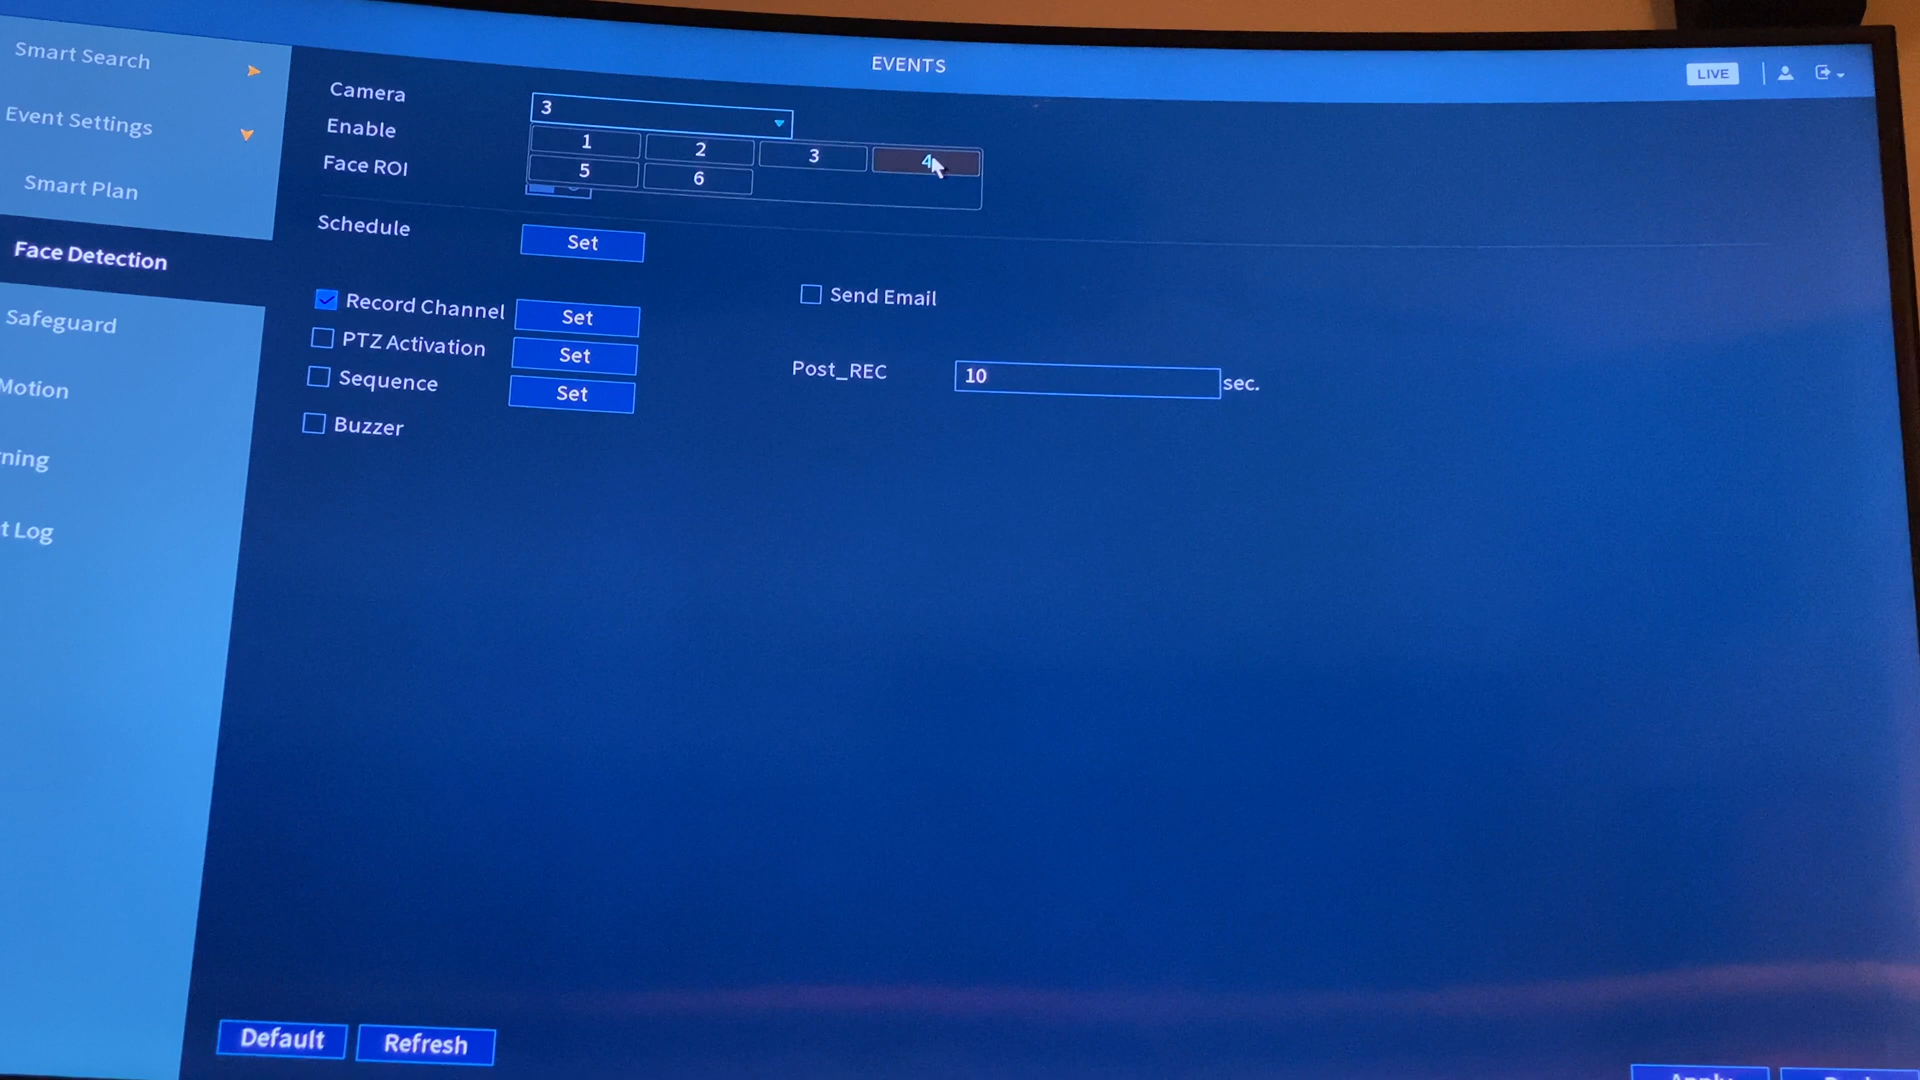 EVENTS
LIVE
Smart Search
Event Settings
Smart Plan
Face Detection
Safeguard
Motion
t Log
Camera
3
1 2 3 4
5 6
Enable
Face ROI
Schedule Set
Record Channel Set
PTZ Activation Set
Sequence Set
Buzzer
Send Email
Post_REC 10 sec.
Default Refresh